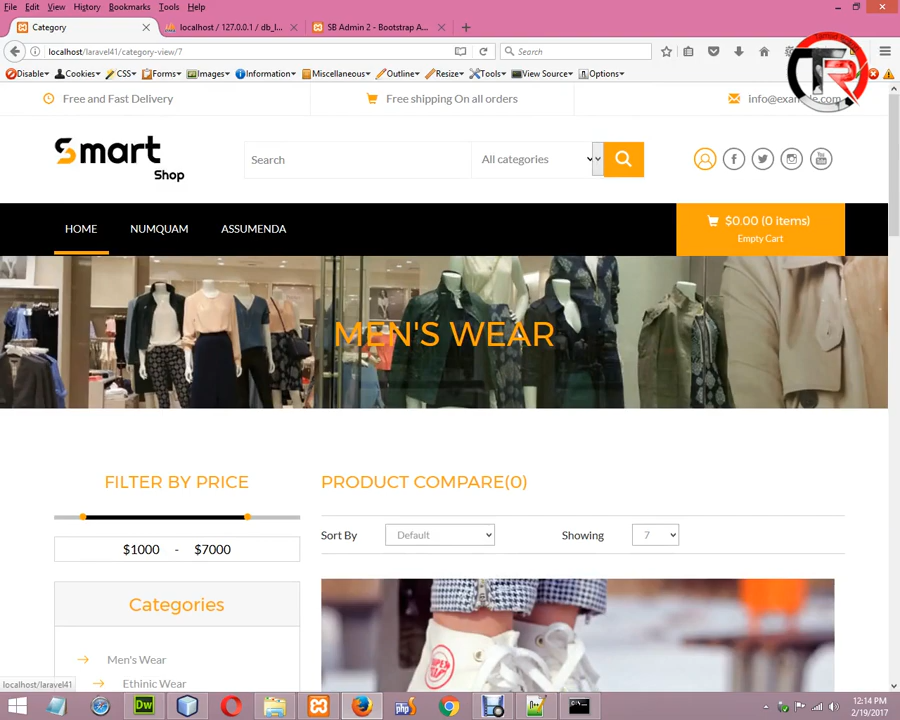 File Edit View History Bookmarks Tools Help
Category
localhost / 127.0.0.1 / db_l...
SB Admin 2 - Bootstrap A...
localhost/laravel41/category-view/7
Search
Disable Cookies CSS Forms Images Information Miscellaneous Outline Resize Tools View Source Options
Free and Fast Delivery
Free shipping On all orders
info@example.com
Smart
Shop
Search
All categories
HOME NUMQUAM ASSUMENDA
$0.00 (0 items)
Empty Cart
MEN'S WEAR
FILTER BY PRICE
PRODUCT COMPARE(0)
Sort By
Default
Showing
7
$1000 - $7000
Categories
Men's Wear
Ethinic Wear
localhost/laravel41
12:14 PM
2/19/2017